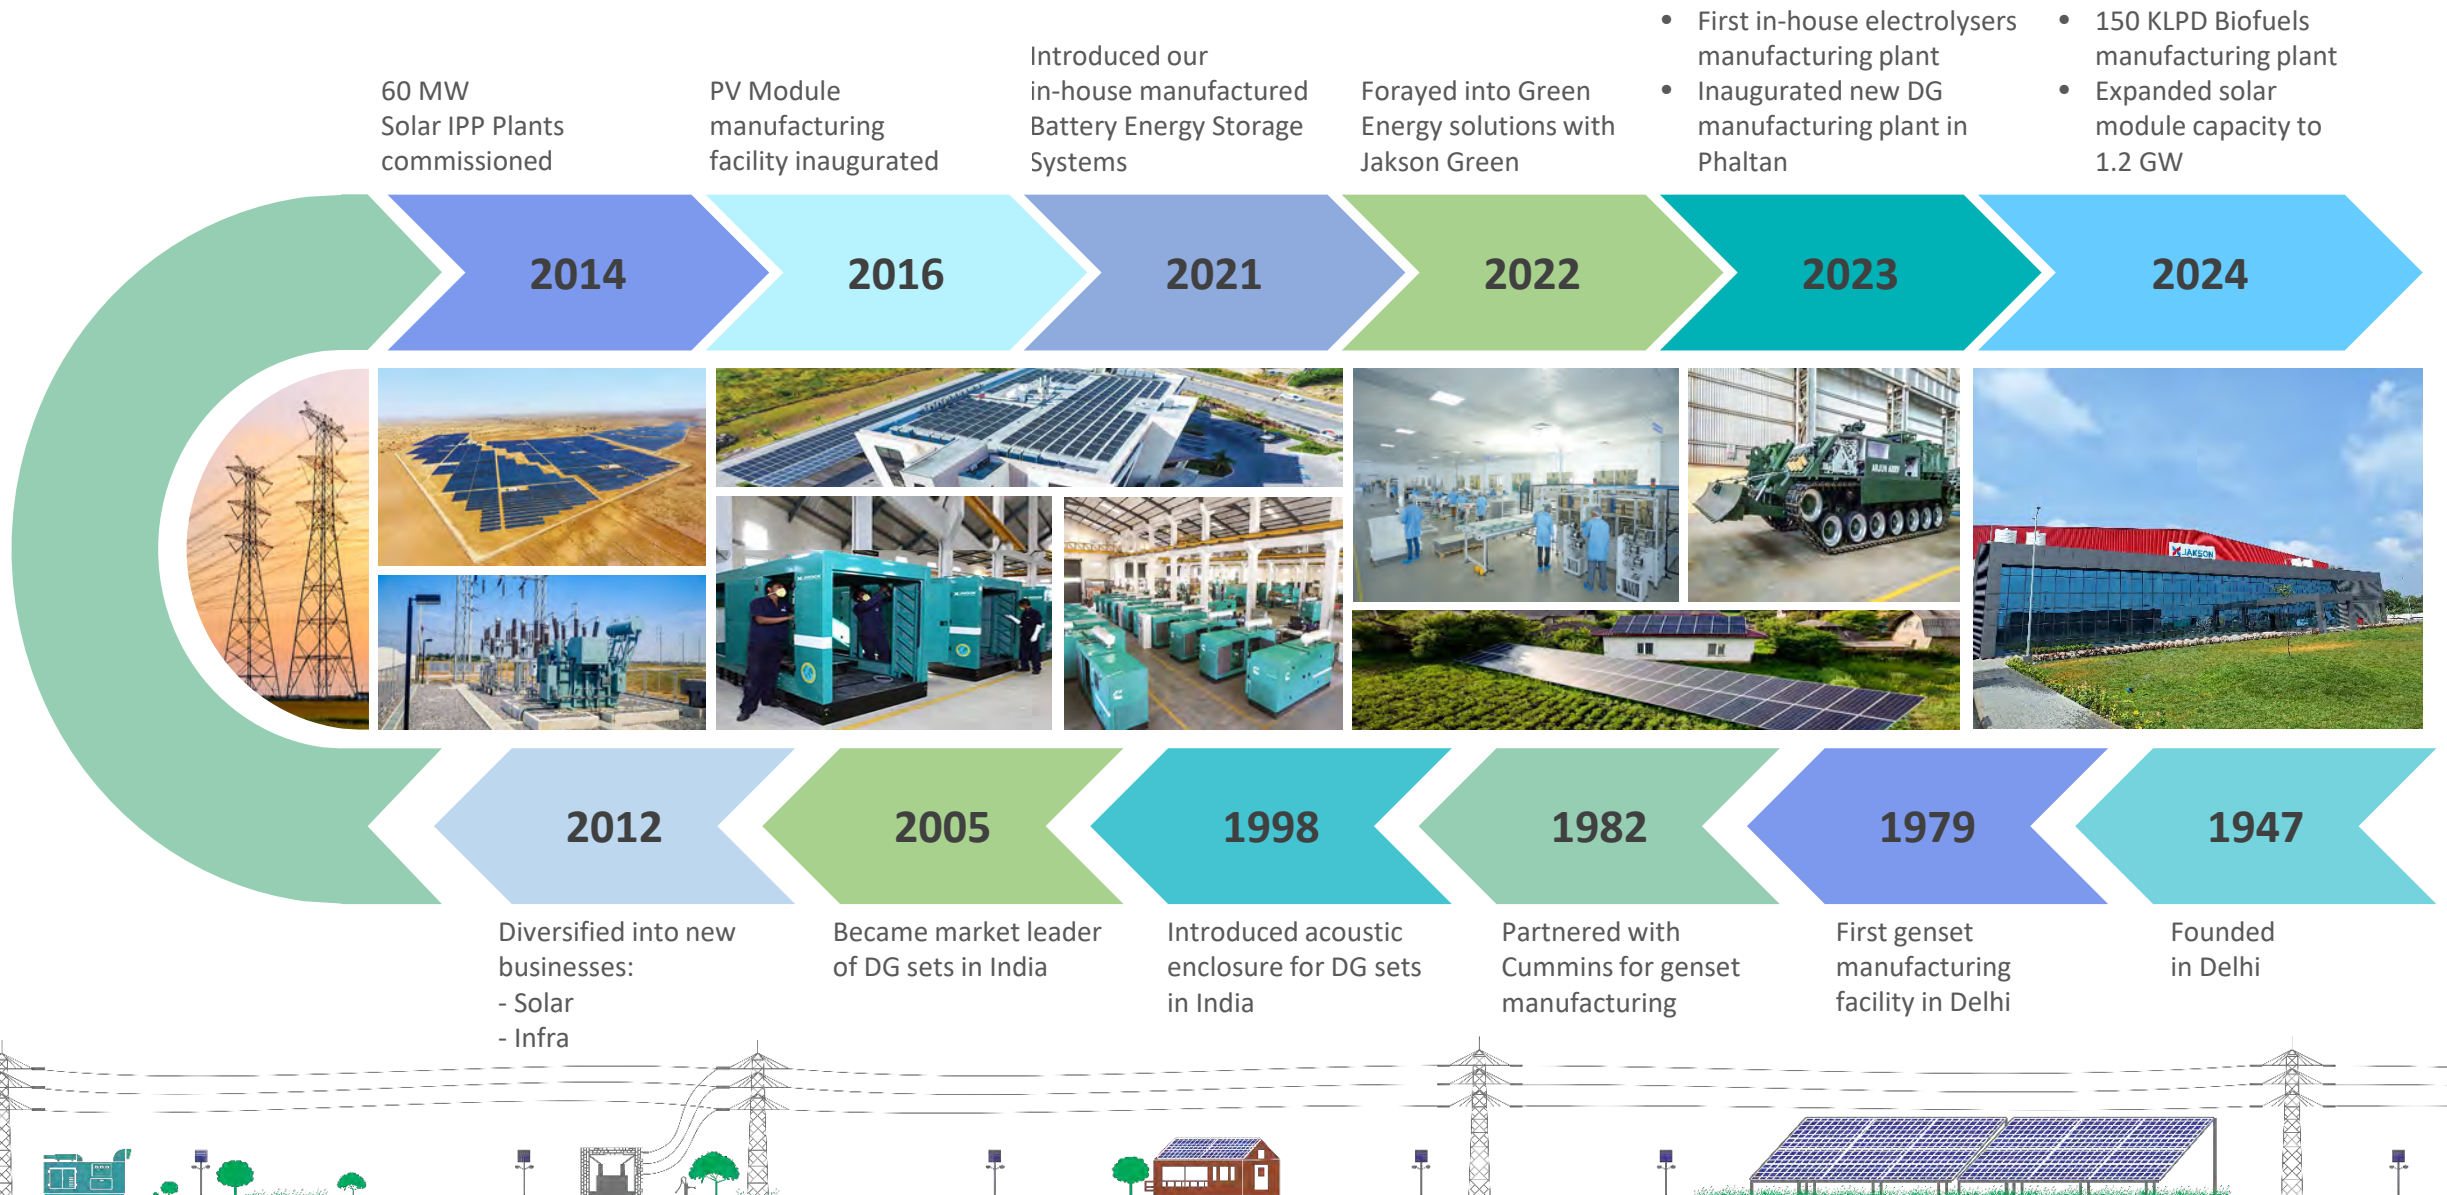 60 MW
Solar IPP Plants
commissioned
PV Module
manufacturing
facility inaugurated
Introduced our
in-house manufactured
Battery Energy Storage
Systems
Forayed into Green
Energy solutions with
Jakson Green
• First in-house electrolysers
manufacturing plant
• Inaugurated new DG
manufacturing plant in
Phaltan
• 150 KLPD Biofuels
manufacturing plant
• Expanded solar
module capacity to
1.2 GW
2014
2016
2021
2022
2023
2024
ARJUN
JAKSON
JAKSON
2012
2005
1998
1982
1979
1947
Diversified into new
businesses:
- Solar
- Infra
Became market leader
of DG sets in India
Introduced acoustic
enclosure for DG sets
in India
Partnered with
Cummins for genset
manufacturing
First genset
manufacturing
facility in Delhi
Founded
in Delhi